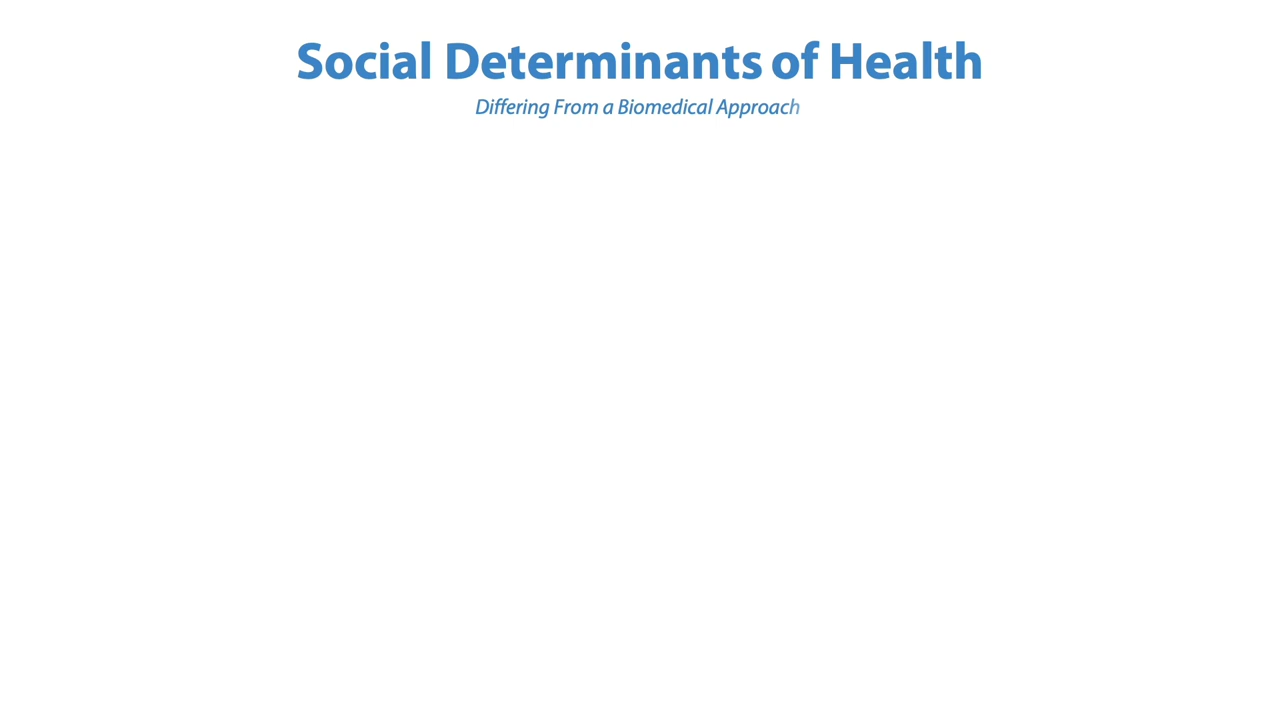 Social Determinants of Health
Differing From a Biomedical Approach